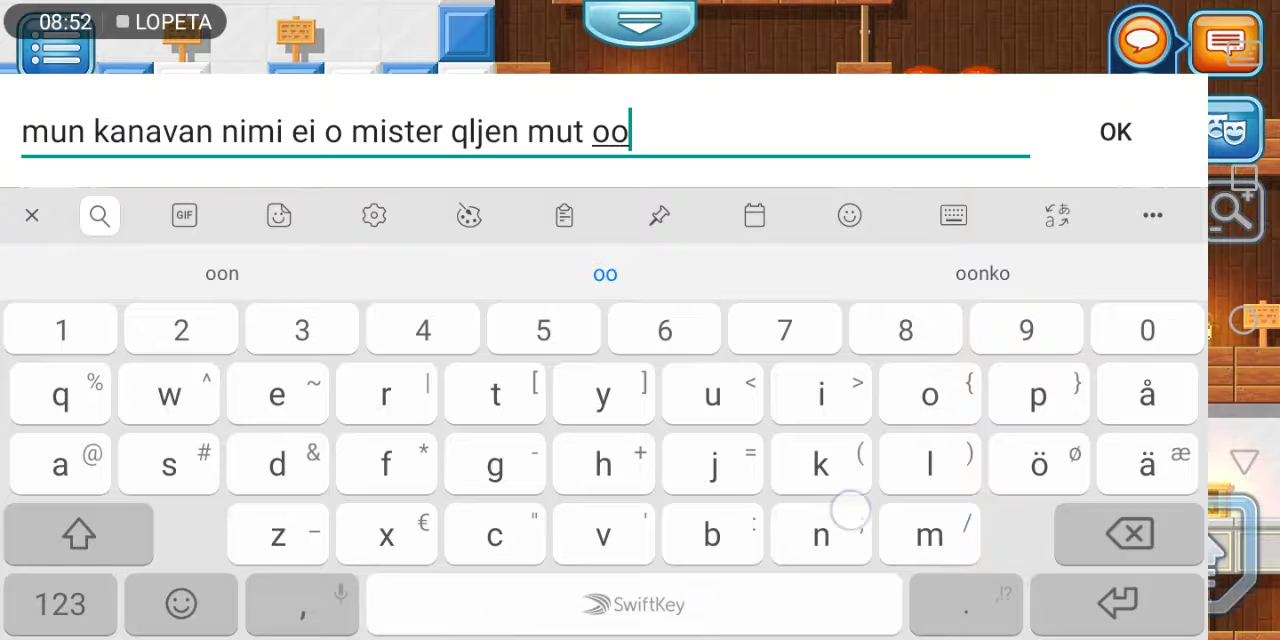 08:52 LOPETA
mun kanavan nimi ei o mister qljen mut oo
OK
GIF
oon oo oonko
1 2 3 4 5 6 7 8 9 0
q % w ^ e ~ r | t [ y ] u < i > o { p } å
a @ s # d & f * g - h + j = k ( l ) ö ø ä æ
z _ x € c " v ' b : n ; m /
123 , SwiftKey . ,!?